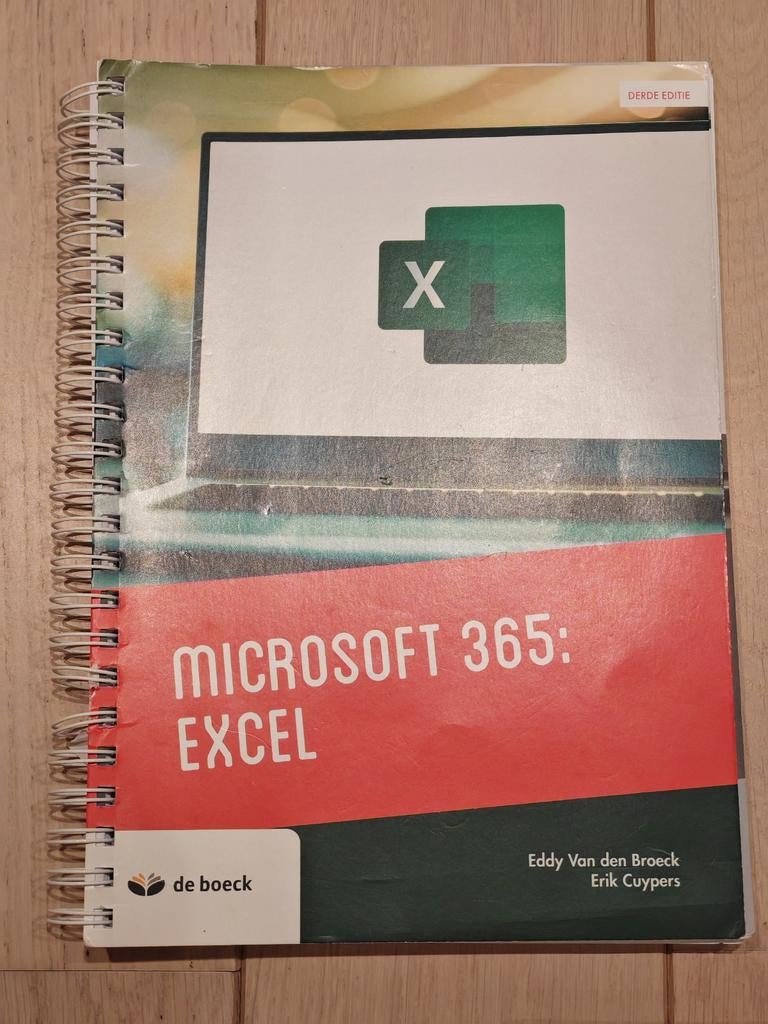 DERDE EDITIE
X
MICROSOFT 365:
EXCEL
de boeck
Eddy Van den Broeck
Erik Cuypers